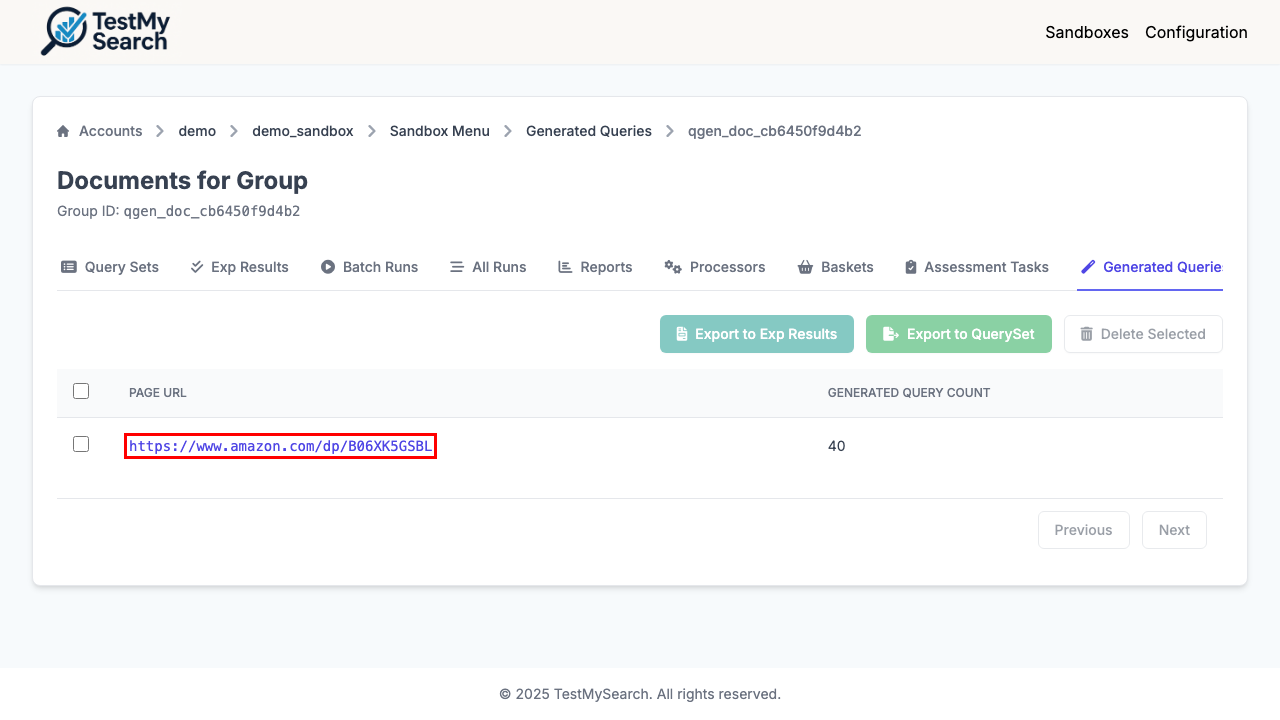 TestMy
Search
Sandboxes Configuration
Accounts demo demo_sandbox Sandbox Menu Generated Queries qgen_doc_cb6450f9d4b2
Documents for Group
Group ID: qgen_doc_cb6450f9d4b2
Query Sets Exp Results Batch Runs All Runs Reports Processors Baskets Assessment Tasks Generated Querie
Export to Exp Results Export to QuerySet Delete Selected
PAGE URL GENERATED QUERY COUNT
https://www.amazon.com/dp/B06XK5GSBL 40
Previous Next
© 2025 TestMySearch. All rights reserved.